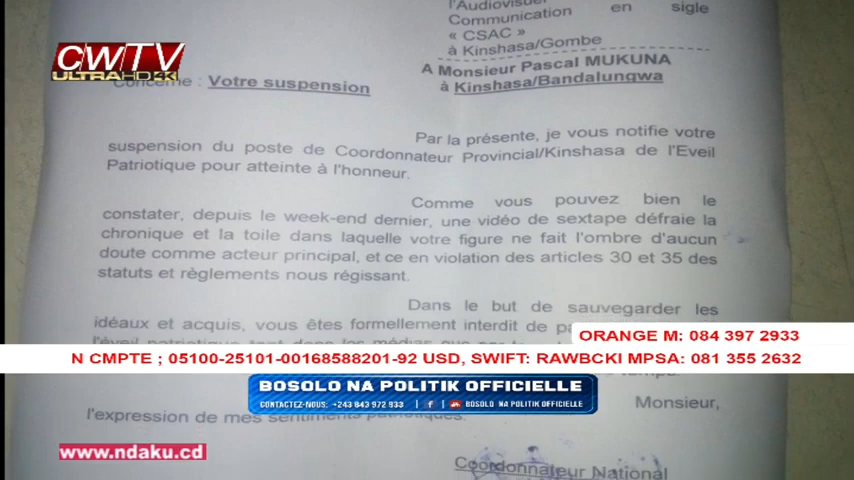 l'Audiovisuel
Communication en sigle
« CSAC »
à Kinshasa/Gombe
CWTV
ULTRA HD 4K
A Monsieur Pascal MUKUNA
à Kinshasa/Bandalungwa
Concerne : Votre suspension
Par la présente, je vous notifie votre
suspension du poste de Coordonnateur Provincial/Kinshasa de l'Eveil
Patriotique pour atteinte à l'honneur.
Comme vous pouvez bien le
constater, depuis le week-end dernier, une vidéo de sextape défraie la
chronique et la toile dans laquelle votre figure ne fait l'ombre d'aucun
doute comme acteur principal, et ce en violation des articles 30 et 35 des
statuts et règlements nous régissant.
Dans le but de sauvegarder les
idéaux et acquis, vous êtes formellement interdit de
ORANGE M: 084 397 2933
N CMPTE ; 05100-25101-00168588201-92 USD, SWIFT: RAWBCKI MPSA: 081 355 2632
BOSOLO NA POLITIK OFFICIELLE
CONTACTEZ-NOUS: +243 843 972 933 | f | BOSOLO NA POLITIK OFFICIELLE
Monsieur,
l'expression de mes sentiments patriotiques.
www.ndaku.cd
Coordonnateur National